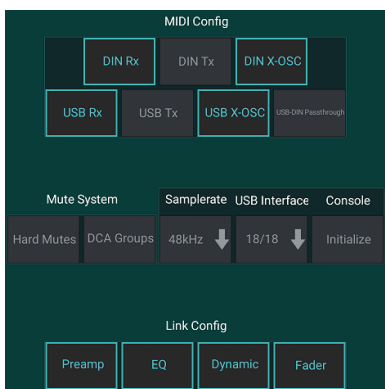 MIDI Config
DIN Rx DIN Tx DIN X-OSC
USB Rx USB Tx USB X-OSC USB-DIN Passthrough
Mute System Samplerate USB Interface Console
Hard Mutes DCA Groups 48kHz 18/18 Initialize
Link Config
Preamp EQ Dynamic Fader